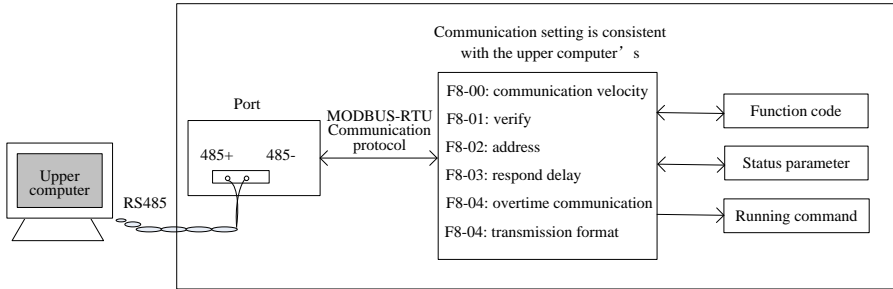 Communication setting is consistent
with the upper computer's
Port
MODBUS-RTU
Communication
protocol
485+ 485-
Upper
computer
RS485
F8-00: communication velocity
F8-01: verify
F8-02: address
F8-03: respond delay
F8-04: overtime communication
F8-04: transmission format
Function code
Status parameter
Running command